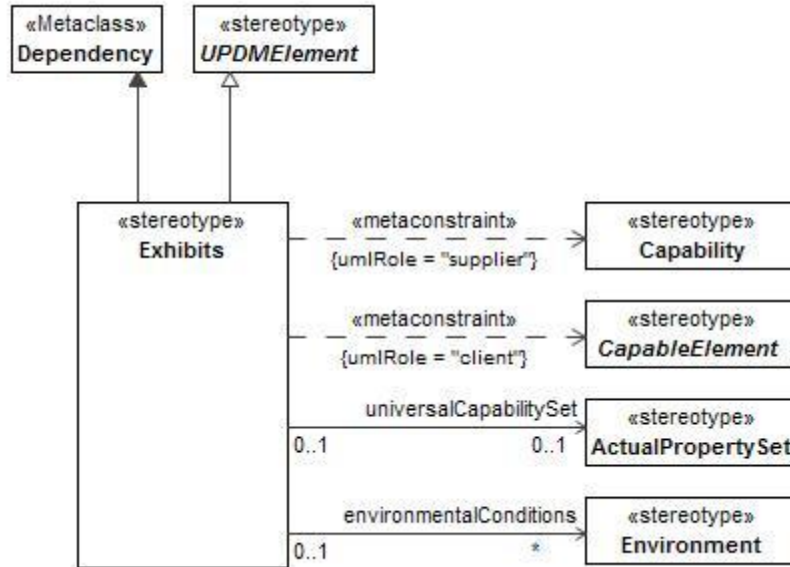 «Metaclass»
Dependency
«stereotype»
UPDMElement
«stereotype»
Exhibits
«metaconstraint»
{umlRole = "supplier"}
«stereotype»
Capability
«metaconstraint»
{umlRole = "client"}
«stereotype»
CapableElement
universalCapabilitySet
0..1
0..1
«stereotype»
ActualPropertySet
environmentalConditions
0..1
*
«stereotype»
Environment